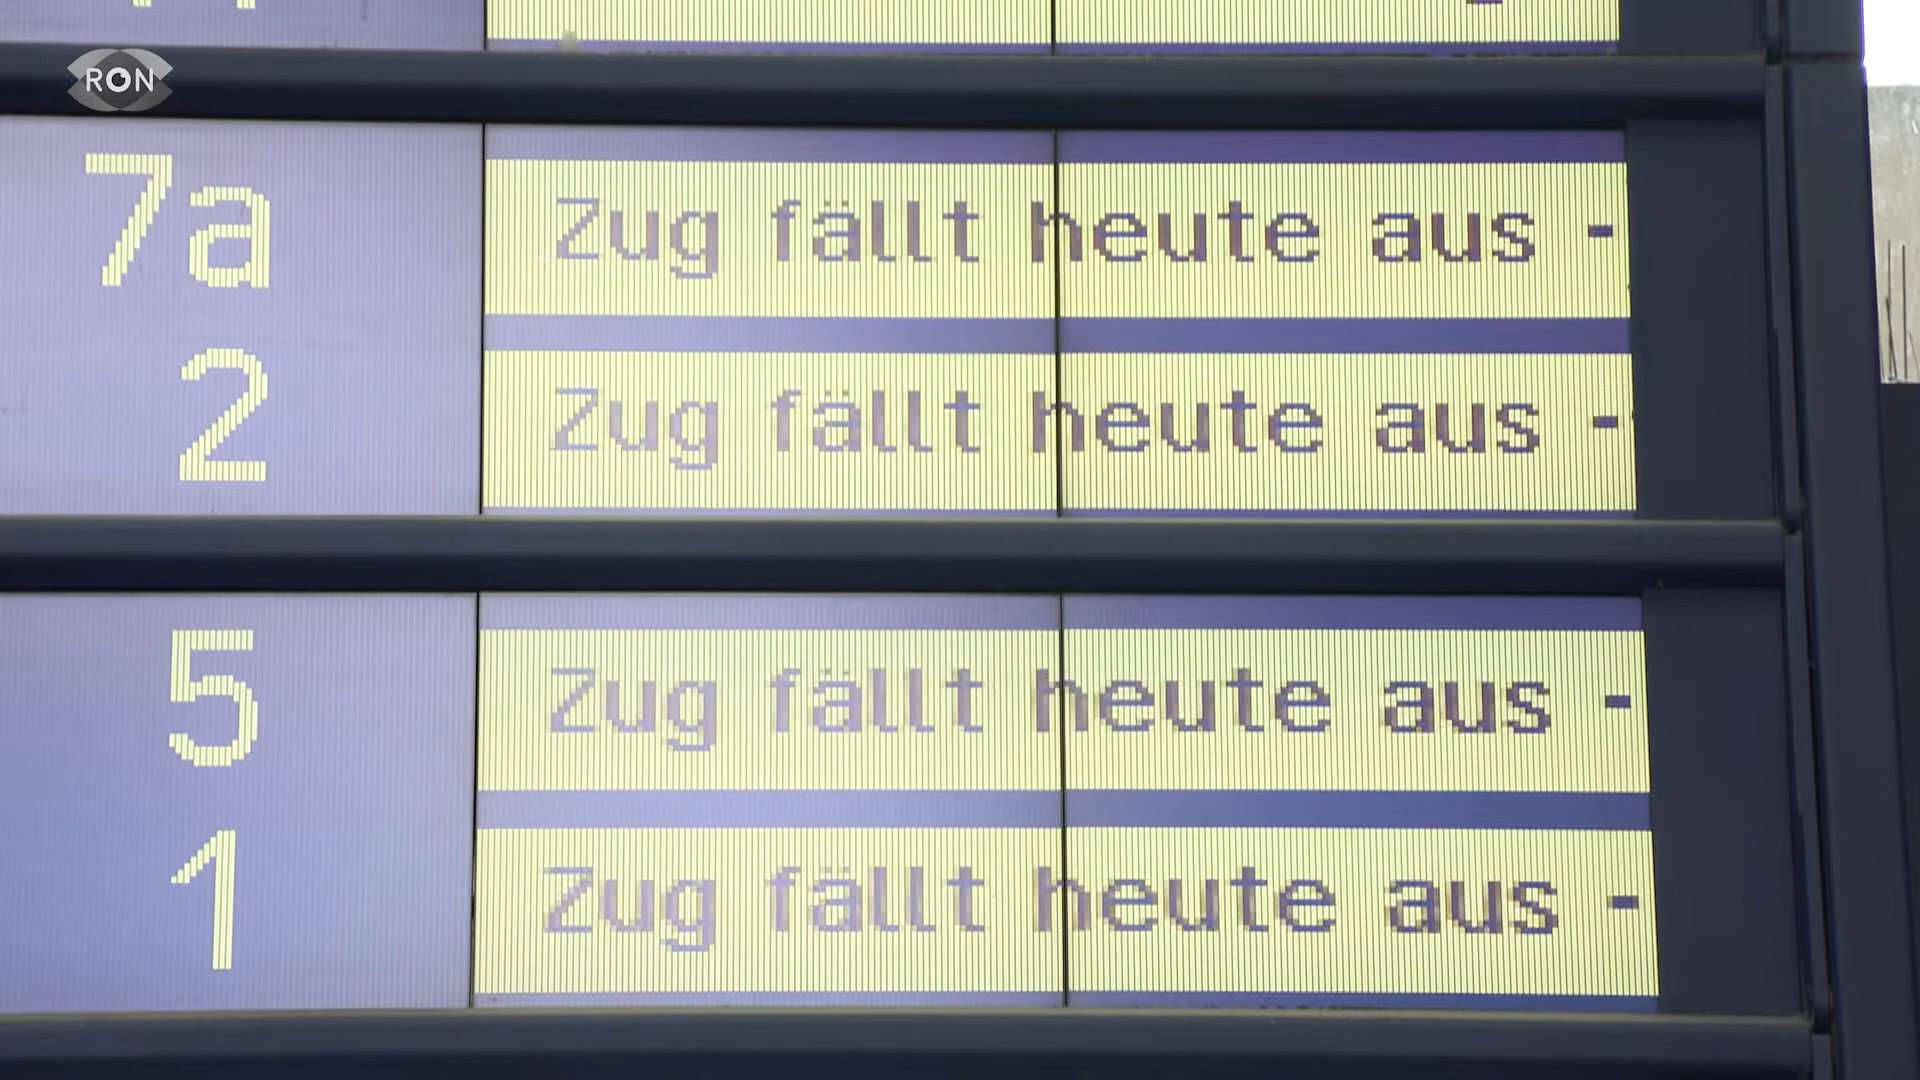 RON
7a Zug fällt heute aus -
2 Zug fällt heute aus -
5 Zug fällt heute aus -
1 Zug fällt heute aus -